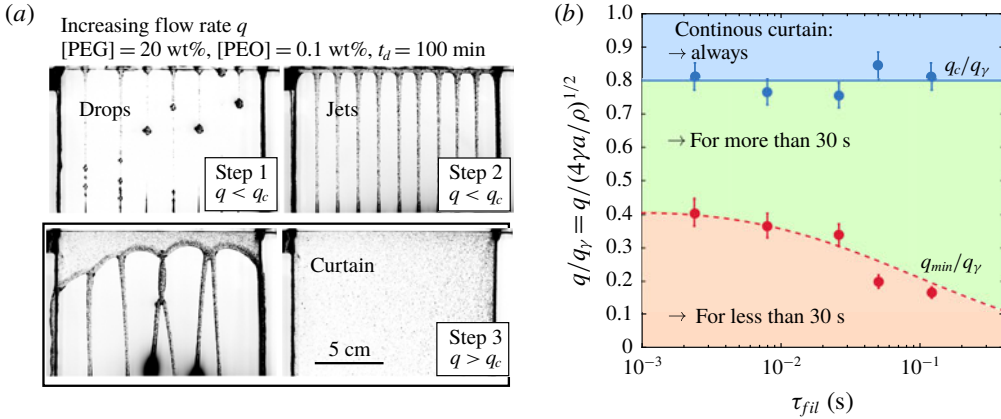 (a)
Increasing flow rate q
[PEG] = 20 wt%, [PEO] = 0.1 wt%, t_d = 100 min
Drops
Step 1
q < q_c
Jets
Step 2
q < q_c
Curtain
5 cm
Step 3
q > q_c
(b)
q/q_γ = q/(4γa/ρ)^{1/2}
1.0
0.9
0.8
0.7
0.6
0.5
0.4
0.3
0.2
0.1
0
Continous curtain:
→ always
q_c/q_γ
→ For more than 30 s
q_min/q_γ
→ For less than 30 s
10^{−3}
10^{−2}
10^{−1}
τ_fil (s)